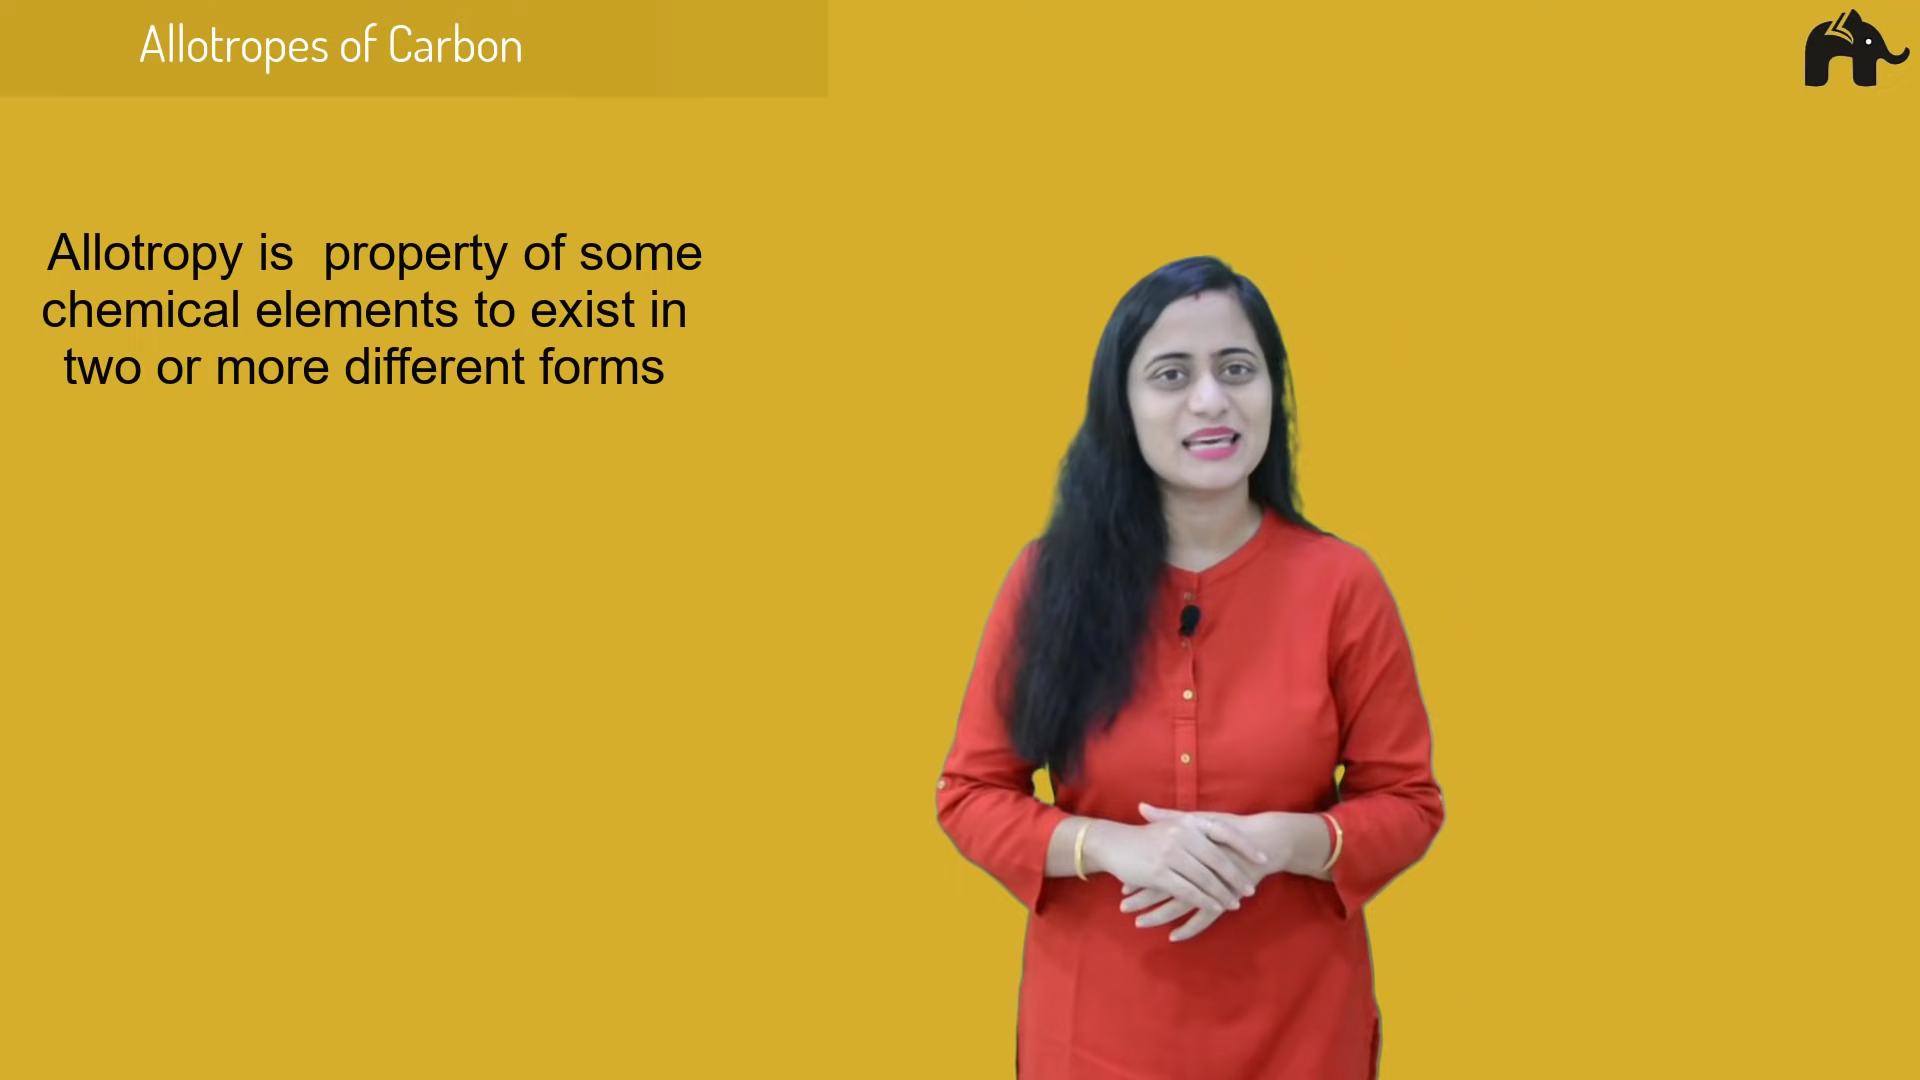 Allotropes of Carbon
Allotropy is  property of some
chemical elements to exist in
two or more different forms